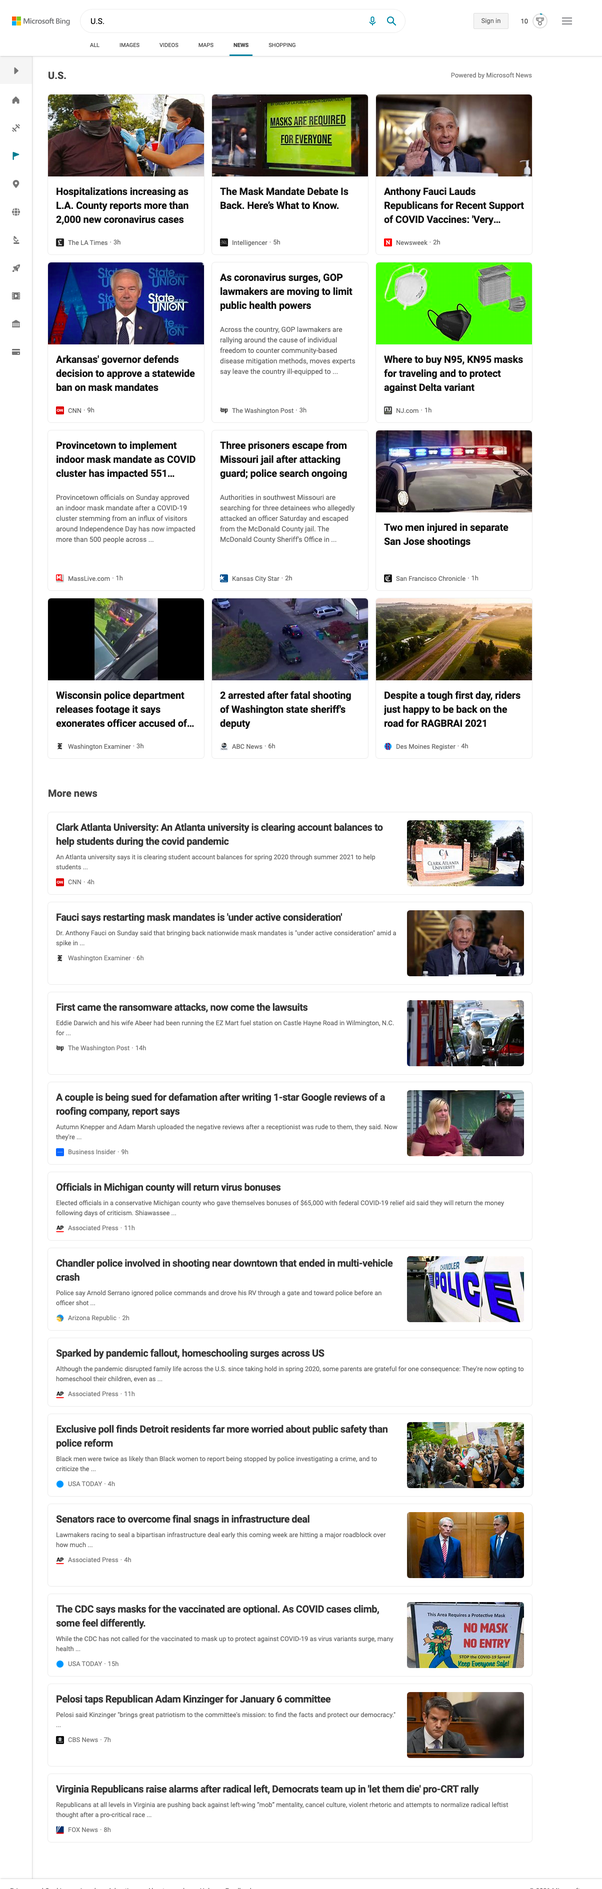 Microsoft Bing
U.S.
Sign in
10
ALL IMAGES VIDEOS MAPS NEWS SHOPPING
U.S.
Powered by Microsoft News
MASKS ARE REQUIRED
FOR EVERYONE
Hospitalizations increasing as
L.A. County reports more than
2,000 new coronavirus cases
The LA Times · 3h
The Mask Mandate Debate Is
Back. Here's What to Know.
Intelligencer · 5h
Anthony Fauci Lauds
Republicans for Recent Support
of COVID Vaccines: 'Very...
Newsweek · 2h
State of the
UNION
Arkansas' governor defends
decision to approve a statewide
ban on mask mandates
CNN · 9h
As coronavirus surges, GOP
lawmakers are moving to limit
public health powers
Across the country, GOP lawmakers are
rallying around the cause of individual
freedom to counter community-based
disease mitigation methods, moves experts
say leave the country ill-equipped to ...
The Washington Post · 3h
Where to buy N95, KN95 masks
for traveling and to protect
against Delta variant
NJ.com · 1h
Provincetown to implement
indoor mask mandate as COVID
cluster has impacted 551...
Provincetown officials on Sunday approved
an indoor mask mandate after a COVID-19
cluster stemming from an influx of visitors
around Independence Day has now impacted
more than 500 people across ...
MassLive.com · 1h
Three prisoners escape from
Missouri jail after attacking
guard; police search ongoing
Authorities in southwest Missouri are
searching for three detainees who allegedly
attacked an officer Saturday and escaped
from the McDonald County jail. The
McDonald County Sheriff's Office in ...
Kansas City Star · 2h
Two men injured in separate
San Jose shootings
San Francisco Chronicle · 1h
Wisconsin police department
releases footage it says
exonerates officer accused of...
Washington Examiner · 3h
2 arrested after fatal shooting
of Washington state sheriff's
deputy
ABC News · 6h
Despite a tough first day, riders
just happy to be back on the
road for RAGBRAI 2021
Des Moines Register · 4h
More news
Clark Atlanta University: An Atlanta university is clearing account balances to
help students during the covid pandemic
An Atlanta university says it is clearing student account balances for spring 2020 through summer 2021 to help
students ...
CNN · 4h
CA
CLARK ATLANTA
UNIVERSITY
Fauci says restarting mask mandates is 'under active consideration'
Dr. Anthony Fauci on Sunday said that bringing back nationwide mask mandates is "under active consideration" amid a
spike in ...
Washington Examiner · 6h
First came the ransomware attacks, now come the lawsuits
Eddie Darwich and his wife Abeer had been running the EZ Mart fuel station on Castle Hayne Road in Wilmington, N.C.
for ...
The Washington Post · 14h
A couple is being sued for defamation after writing 1-star Google reviews of a
roofing company, report says
Autumn Knepper and Adam Marsh uploaded the negative reviews after a receptionist was rude to them, they said. Now
they're ...
Business Insider · 9h
Officials in Michigan county will return virus bonuses
Elected officials in a conservative Michigan county who gave themselves bonuses of $65,000 with federal COVID-19 relief aid said they will return the money
following days of criticism. Shiawassee ...
AP Associated Press · 11h
Chandler police involved in shooting near downtown that ended in multi-vehicle
crash
Police say Arnold Serrano ignored police commands and drove his RV through a gate and toward police before an
officer shot ...
Arizona Republic · 2h
CHANDLER
POLICE
Sparked by pandemic fallout, homeschooling surges across US
Although the pandemic disrupted family life across the U.S. since taking hold in spring 2020, some parents are grateful for one consequence: They're now opting to
homeschool their children, even as ...
AP Associated Press · 11h
Exclusive poll finds Detroit residents far more worried about public safety than
police reform
Black men were twice as likely than Black women to report being stopped by police investigating a crime, and to
criticize the ...
USA TODAY · 4h
Senators race to overcome final snags in infrastructure deal
Lawmakers racing to seal a bipartisan infrastructure deal early this coming week are hitting a major roadblock over
how much ...
AP Associated Press · 4h
The CDC says masks for the vaccinated are optional. As COVID cases climb,
some feel differently.
While the CDC has not called for the vaccinated to mask up to protect against COVID-19 as virus variants surge, many
health ...
USA TODAY · 15h
This Area Requires a Protective Mask
NO MASK
NO ENTRY
STOP the COVID-19 Spread
Keep Everyone Safe!
Pelosi taps Republican Adam Kinzinger for January 6 committee
Pelosi said Kinzinger "brings great patriotism to the committee's mission: to find the facts and protect our democracy."
...
CBS News · 7h
Virginia Republicans raise alarms after radical left, Democrats team up in 'let them die' pro-CRT rally
Republicans at all levels in Virginia are pushing back against left-wing "mob" mentality, cancel culture, violent rhetoric and attempts to normalize radical leftist
thought after a pro-critical race ...
FOX News · 8h